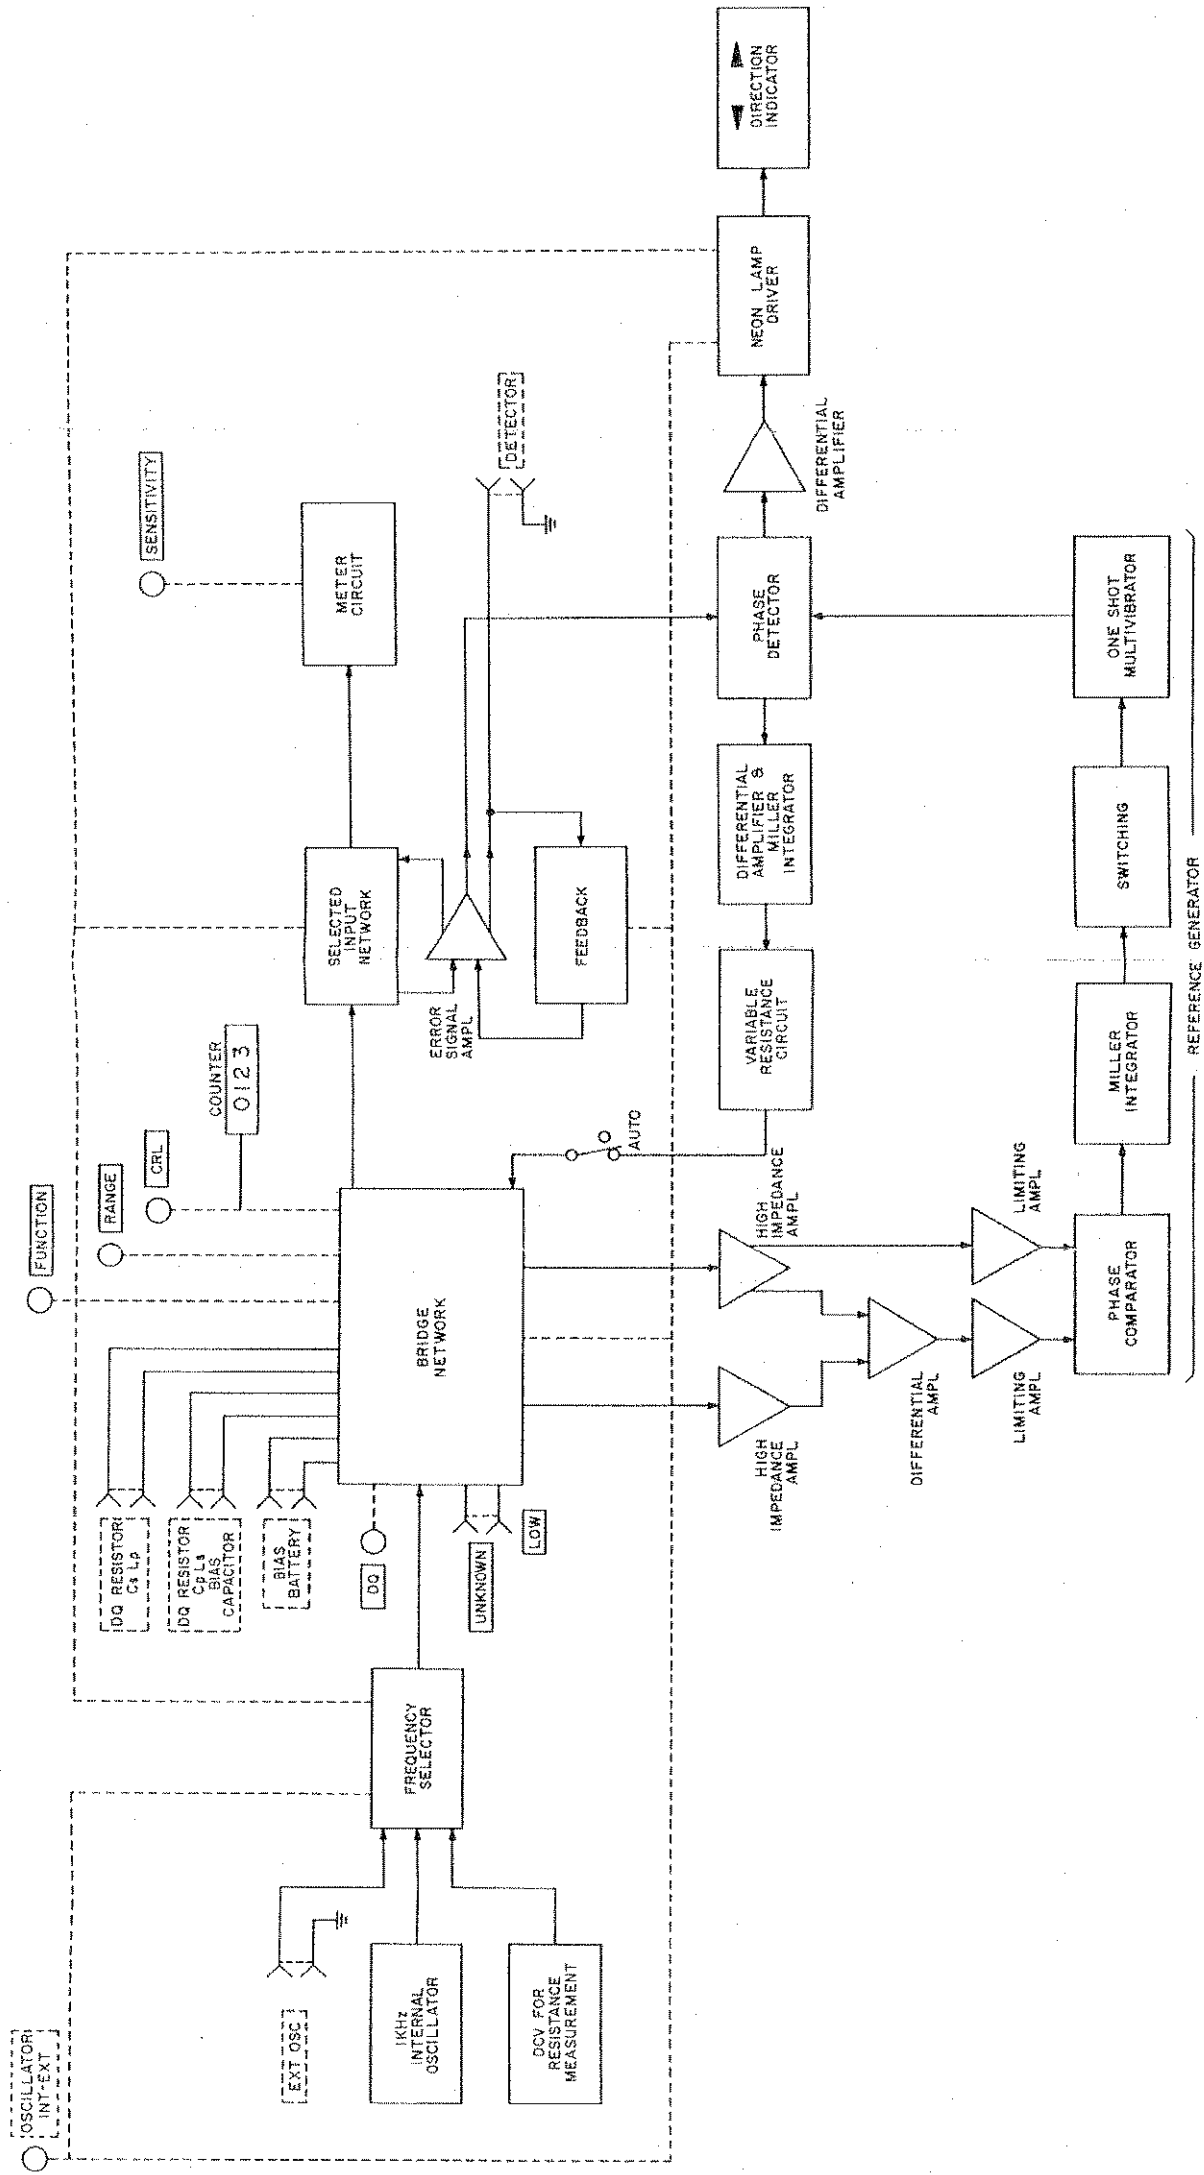 OSCILLATOR
INT-EXT
EXT OSC
1KHz
INTERNAL
OSCILLATOR
DCV FOR
RESISTANCE
MEASUREMENT
FREQUENCY
SELECTOR
DQ RESISTOR
Cs Lp
DQ RESISTOR
Cp Ls
BIAS
CAPACITOR
BIAS
BATTERY
DQ
UNKNOWN
LOW
FUNCTION
RANGE
CRL
COUNTER
0123
BRIDGE
NETWORK
SELECTED
INPUT
NETWORK
ERROR
SIGNAL
AMPL
FEEDBACK
SENSITIVITY
METER
CIRCUIT
DETECTOR
AUTO
VARIABLE
RESISTANCE
CIRCUIT
DIFFERENTIAL
AMPLIFIER &
MILLER
INTEGRATOR
PHASE
DETECTOR
DIFFERENTIAL
AMPLIFIER
NEON LAMP
DRIVER
DIRECTION
INDICATOR
HIGH
IMPEDANCE
AMPL
HIGH
IMPEDANCE
AMPL
DIFFERENTIAL
AMPL
LIMITING
AMPL
LIMITING
AMPL
PHASE
COMPARATOR
MILLER
INTEGRATOR
SWITCHING
ONE SHOT
MULTIVIBRATOR
REFERENCE GENERATOR